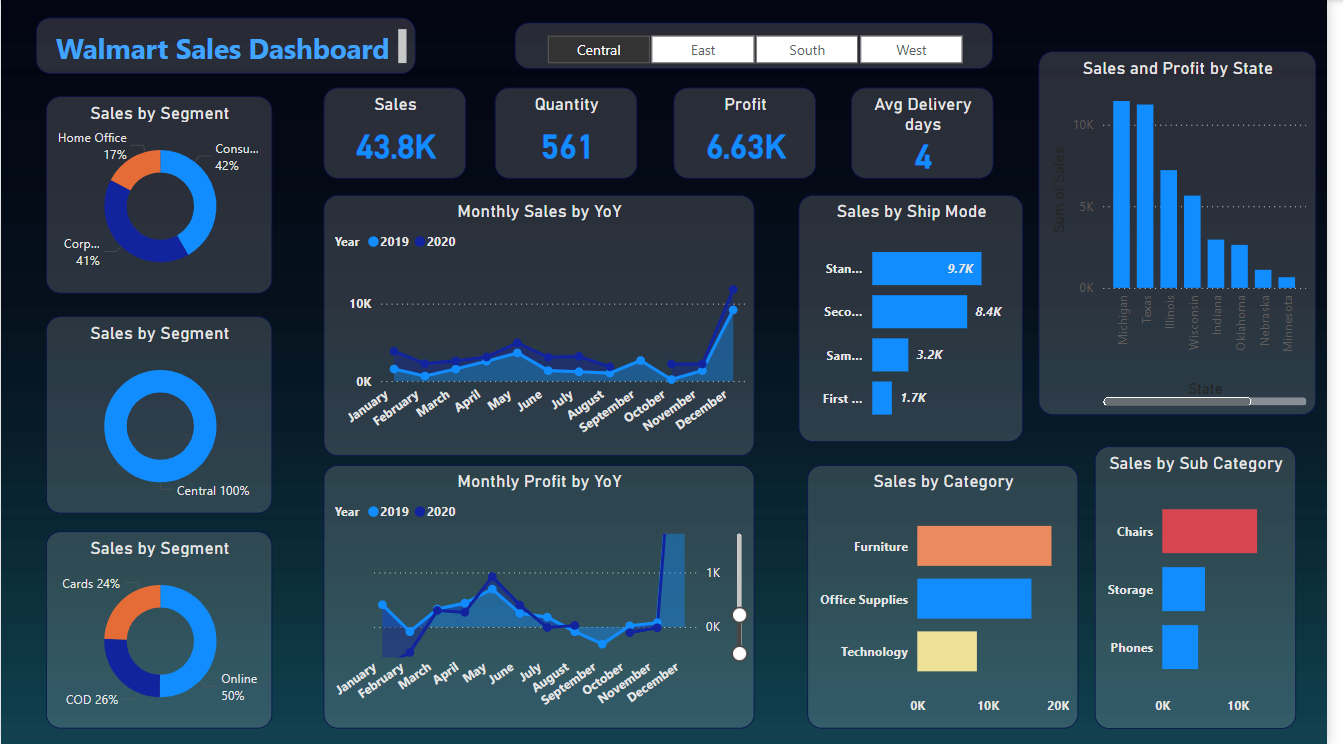 Walmart Sales Dashboard
Central
East
South
West
Sales by Segment
Home Office
17%
Consu...
42%
Corp...
41%
Sales by Segment
Central 100%
Sales by Segment
Cards 24%
COD 26%
Online
50%
Sales
43.8K
Quantity
561
Profit
6.63K
Avg Delivery
days
4
Monthly Sales by YoY
Year 2019 2020
10K
0K
January
February
March
April
May
June
July
August
September
October
November
December
Monthly Profit by YoY
Year 2019 2020
1K
0K
January
February
March
April
May
June
July
August
September
October
November
December
Sales by Ship Mode
Stan... 9.7K
Seco... 8.4K
Sam... 3.2K
First ... 1.7K
Sales and Profit by State
Sum of Sales
10K
5K
0K
Michigan
Texas
Illinois
Wisconsin
Indiana
Oklahoma
Nebraska
Minnesota
State
Sales by Category
Furniture
Office Supplies
Technology
0K 10K 20K
Sales by Sub Category
Chairs
Storage
Phones
0K 10K